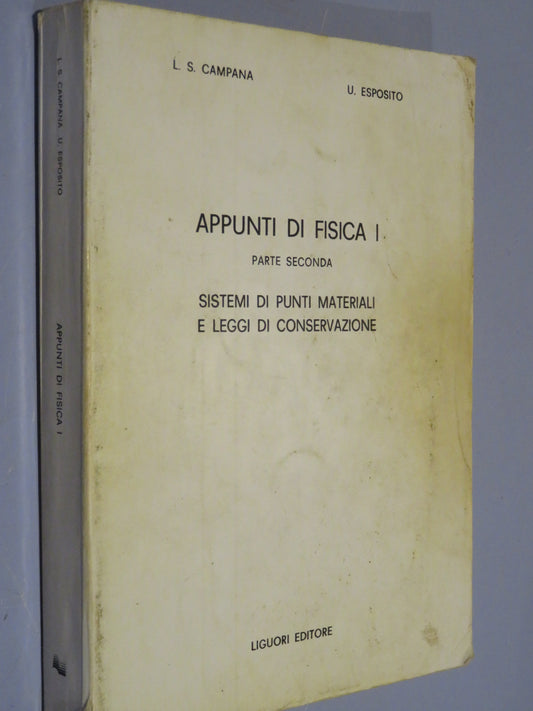 L. S. CAMPANA
U. ESPOSITO
APPUNTI DI FISICA I
PARTE SECONDA
SISTEMI DI PUNTI MATERIALI
E LEGGI DI CONSERVAZIONE
LIGUORI EDITORE
L. S. CAMPANA U. ESPOSITO
APPUNTI DI FISICA I